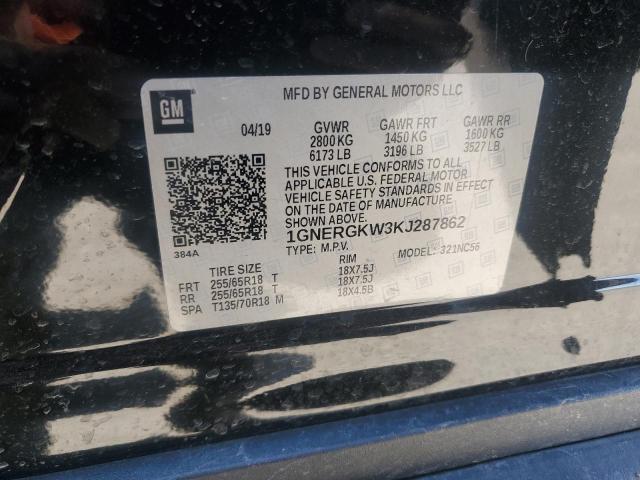 GM
MFD BY GENERAL MOTORS LLC
04/19 GVWR GAWR FRT GAWR RR
2800 KG 1450 KG 1600 KG
6173 LB 3196 LB 3527 LB
THIS VEHICLE CONFORMS TO ALL
APPLICABLE U.S. FEDERAL MOTOR
VEHICLE SAFETY STANDARDS IN EFFECT
ON THE DATE OF MANUFACTURE
SHOWN ABOVE.
1GNERGKW3KJ287862
384A
TYPE: M.P.V. MODEL: 321NC56
TIRE SIZE RIM
FRT 255/65R18 T 18X7.5J
RR 255/65R18 T 18X7.5J
SPA T135/70R18 M 18X4.5B